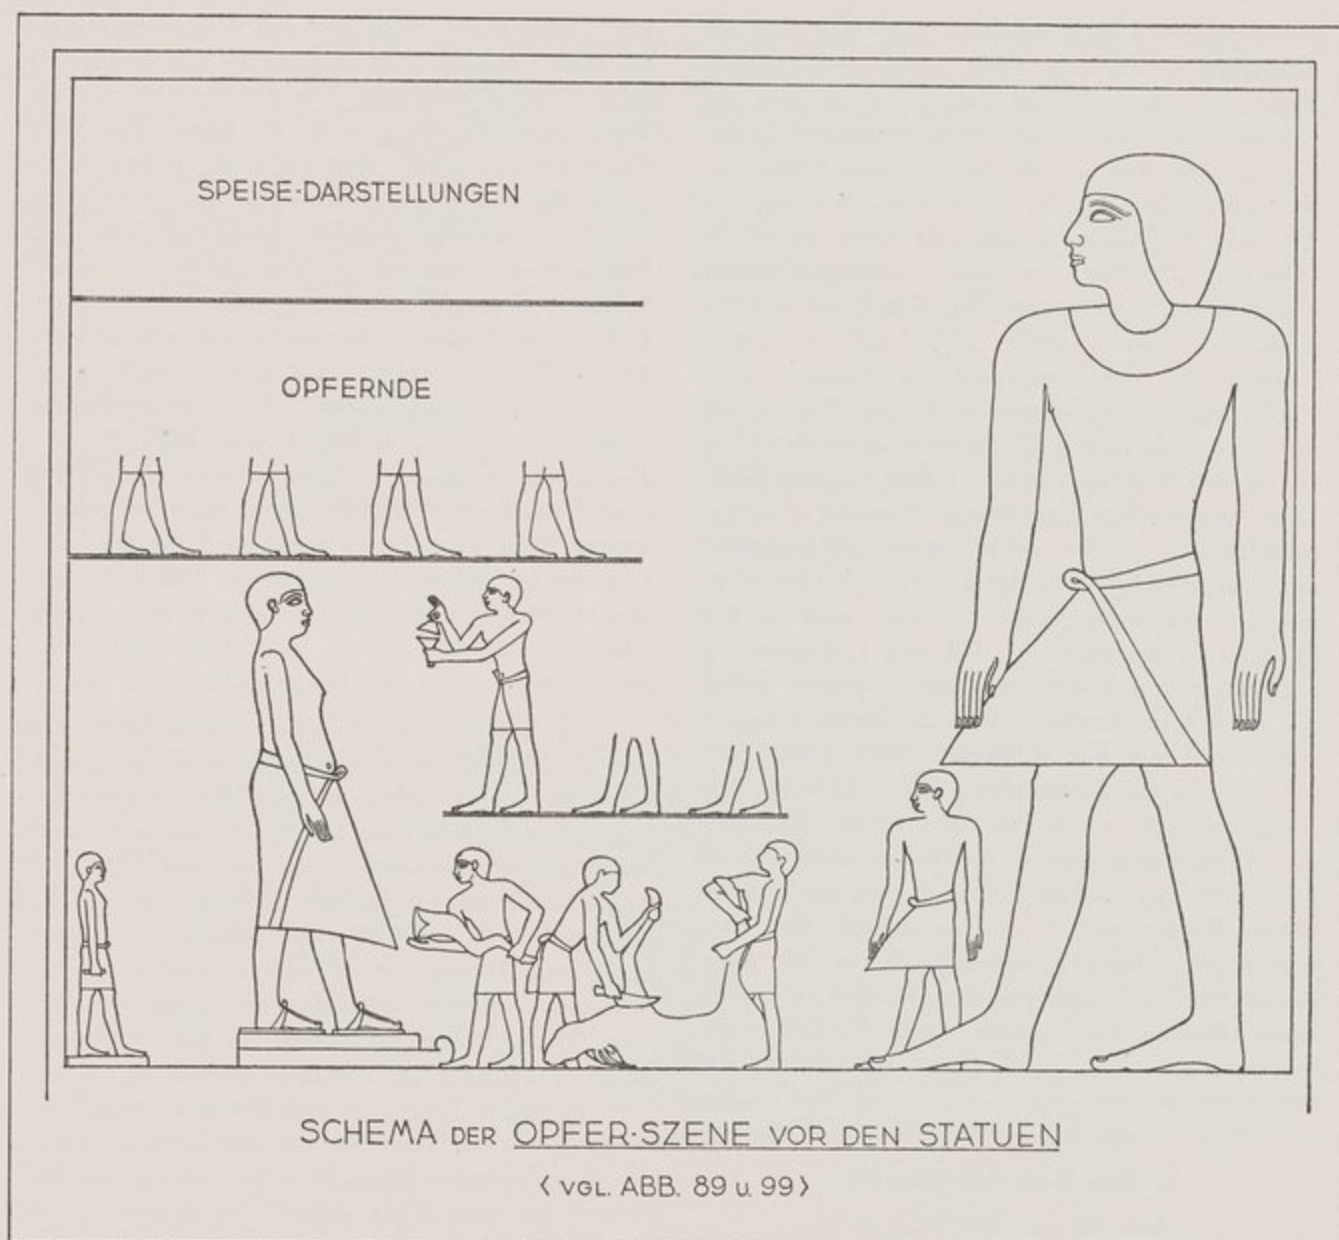 SPEISE-DARSTELLUNGEN
OPFERNDE
SCHEMA DER OPFER-SZENE VOR DEN STATUEN
< VGL. ABB. 89 u. 99 >